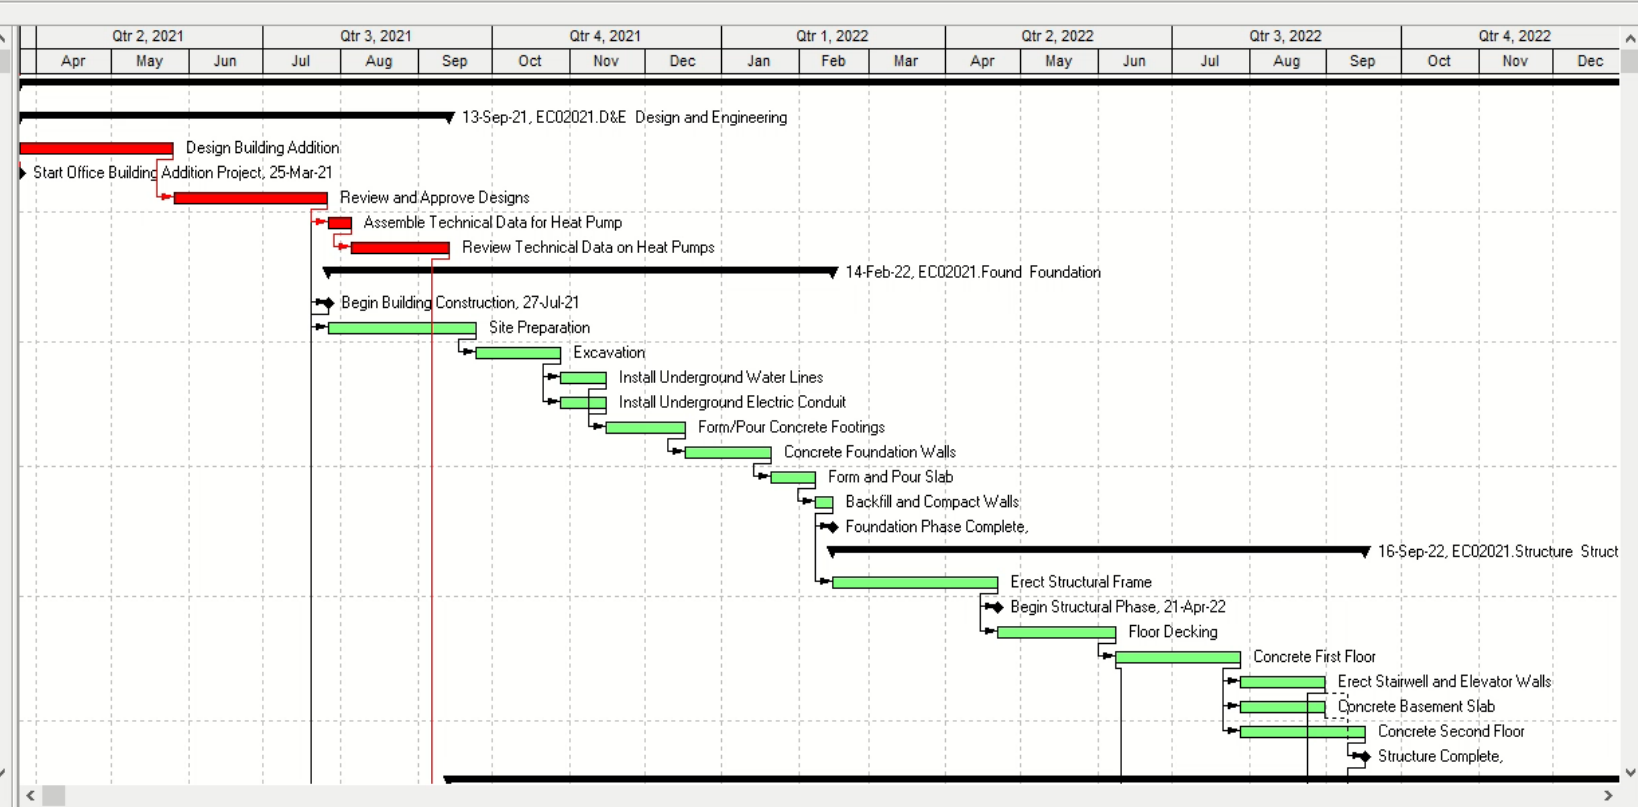 Qtr 2, 2021 Qtr 3, 2021 Qtr 4, 2021 Qtr 1, 2022 Qtr 2, 2022 Qtr 3, 2022 Qtr 4, 2022
Apr May Jun Jul Aug Sep Oct Nov Dec Jan Feb Mar Apr May Jun Jul Aug Sep Oct Nov Dec
13-Sep-21, EC02021.D&E Design and Engineering
Design Building Addition
Start Office Building Addition Project, 25-Mar-21
Review and Approve Designs
Assemble Technical Data for Heat Pump
Review Technical Data on Heat Pumps
14-Feb-22, EC02021.Found Foundation
Begin Building Construction, 27-Jul-21
Site Preparation
Excavation
Install Underground Water Lines
Install Underground Electric Conduit
Form/Pour Concrete Footings
Concrete Foundation Walls
Form and Pour Slab
Backfill and Compact Walls
Foundation Phase Complete,
16-Sep-22, EC02021.Structure Struct
Erect Structural Frame
Begin Structural Phase, 21-Apr-22
Floor Decking
Concrete First Floor
Erect Stairwell and Elevator Walls
Concrete Basement Slab
Concrete Second Floor
Structure Complete,